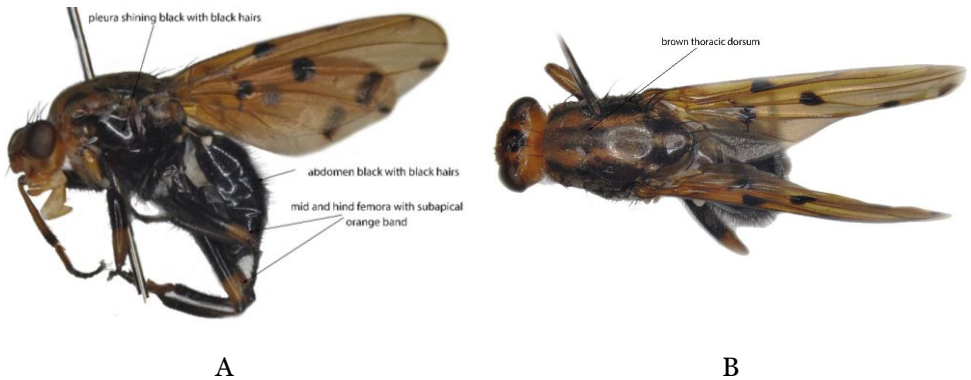 pleura shining black with black hairs
brown thoracic dorsum
abdomen black with black hairs
mid and hind femora with subapical
orange band
A
B